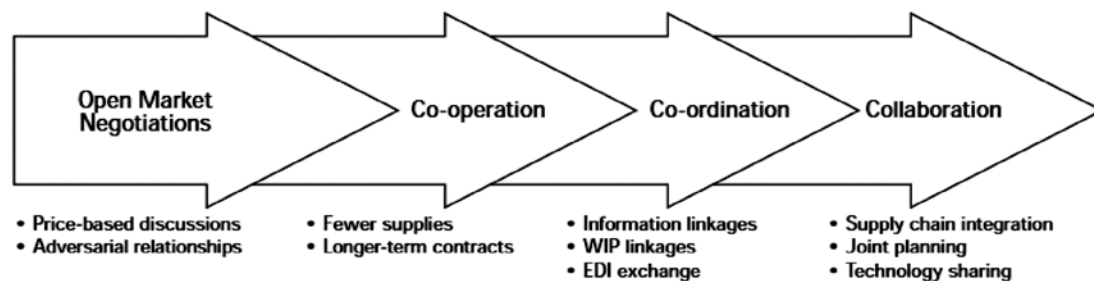 Open Market
Negotiations
Co-operation
Co-ordination
Collaboration
• Price-based discussions
• Adversarial relationships
• Fewer supplies
• Longer-term contracts
• Information linkages
• WIP linkages
• EDI exchange
• Supply chain integration
• Joint planning
• Technology sharing